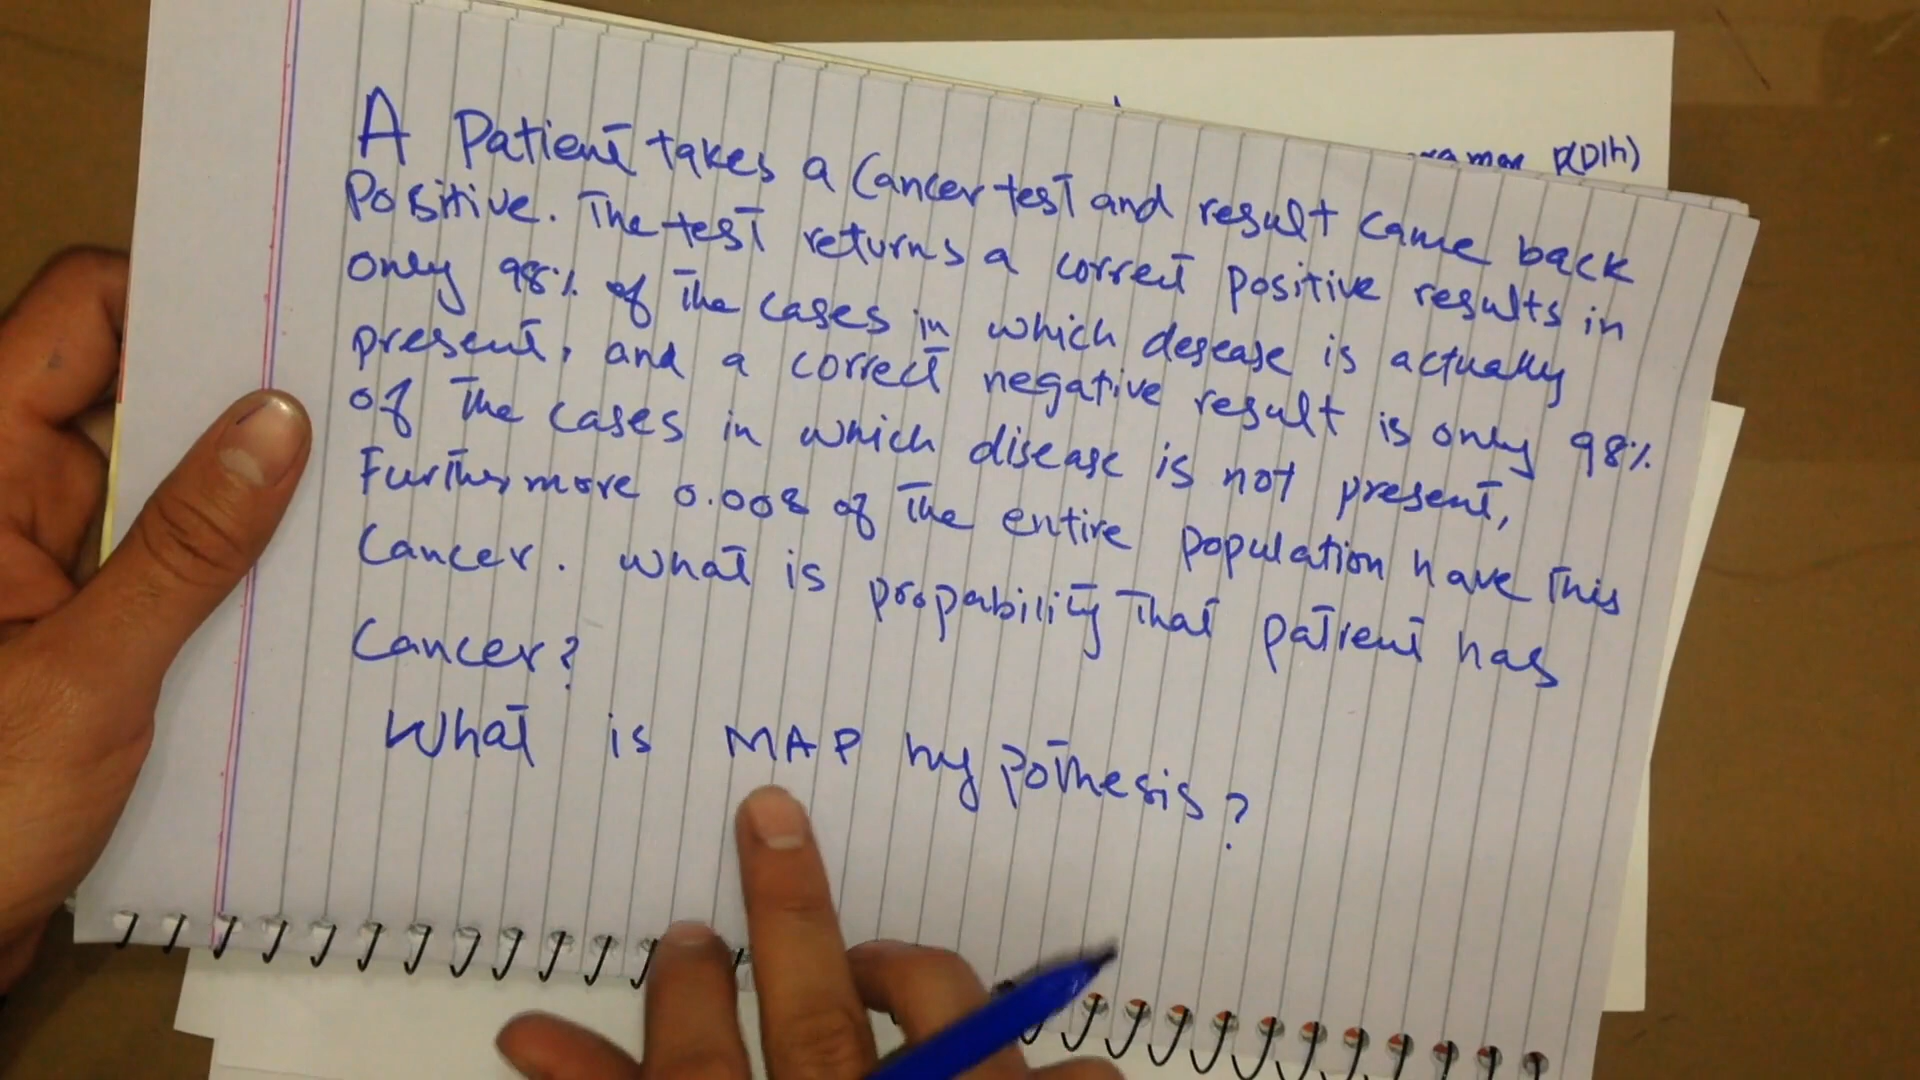 A Patient takes a Cancer test and result came back
Positive. The test returns a correct positive results in
only 98% of the cases in which desease is actually
present, and a correct negative result is only 98%
of the cases in which disease is not present,
Furthermore 0.008 of the entire population have this
Cancer. What is propability that patient has
Cancer?
What is MAP hypothesis?
P(D|h)